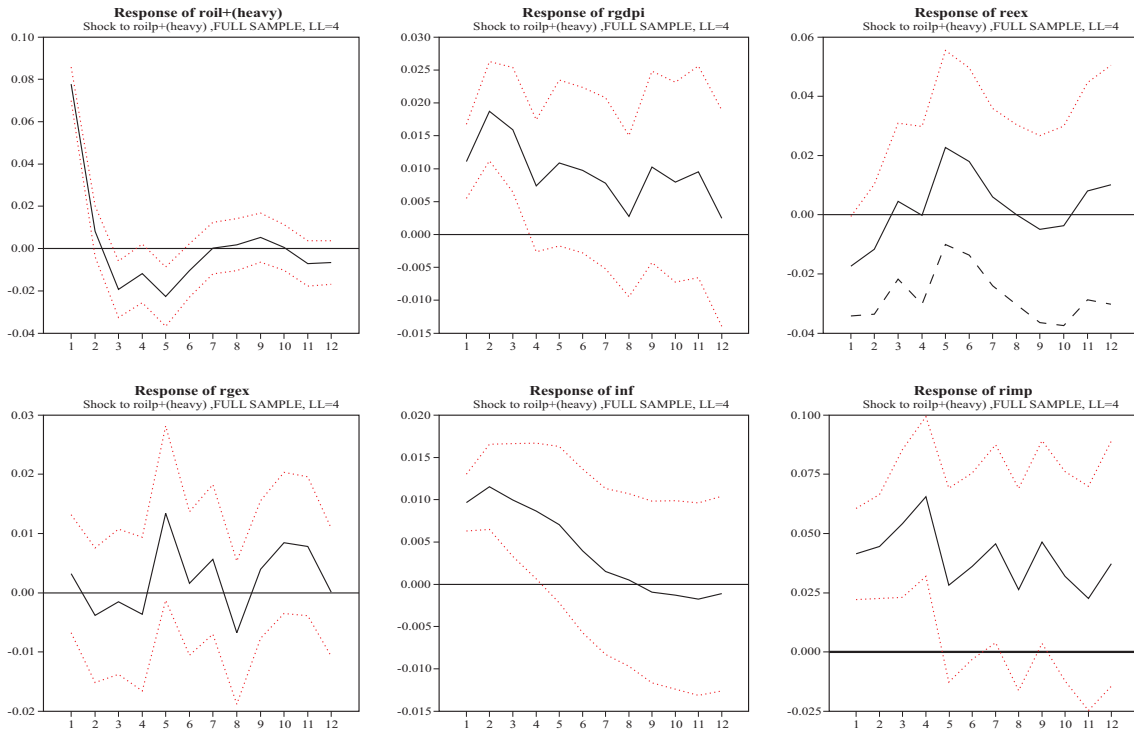 Response of roil+(heavy)
Shock to roilp+(heavy) ,FULL SAMPLE, LL=4
0.10
0.08
0.06
0.04
0.02
0.00
-0.02
-0.04
1 2 3 4 5 6 7 8 9 10 11 12
Response of rgdpi
Shock to roilp+(heavy) ,FULL SAMPLE, LL=4
0.030
0.025
0.020
0.015
0.010
0.005
0.000
-0.005
-0.010
-0.015
1 2 3 4 5 6 7 8 9 10 11 12
Response of reex
Shock to roilp+(heavy) ,FULL SAMPLE, LL=4
0.06
0.04
0.02
0.00
-0.02
-0.04
1 2 3 4 5 6 7 8 9 10 11 12
Response of rgex
Shock to roilp+(heavy) ,FULL SAMPLE, LL=4
0.03
0.02
0.01
0.00
-0.01
-0.02
1 2 3 4 5 6 7 8 9 10 11 12
Response of inf
Shock to roilp+(heavy) ,FULL SAMPLE, LL=4
0.020
0.015
0.010
0.005
0.000
-0.005
-0.010
-0.015
1 2 3 4 5 6 7 8 9 10 11 12
Response of rimp
Shock to roilp+(heavy) ,FULL SAMPLE, LL=4
0.100
0.075
0.050
0.025
0.000
-0.025
1 2 3 4 5 6 7 8 9 10 11 12